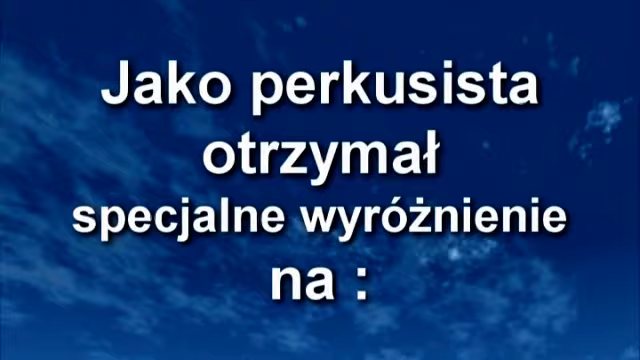 Jako perkusista
otrzymał
specjalne wyróżnienie
na :